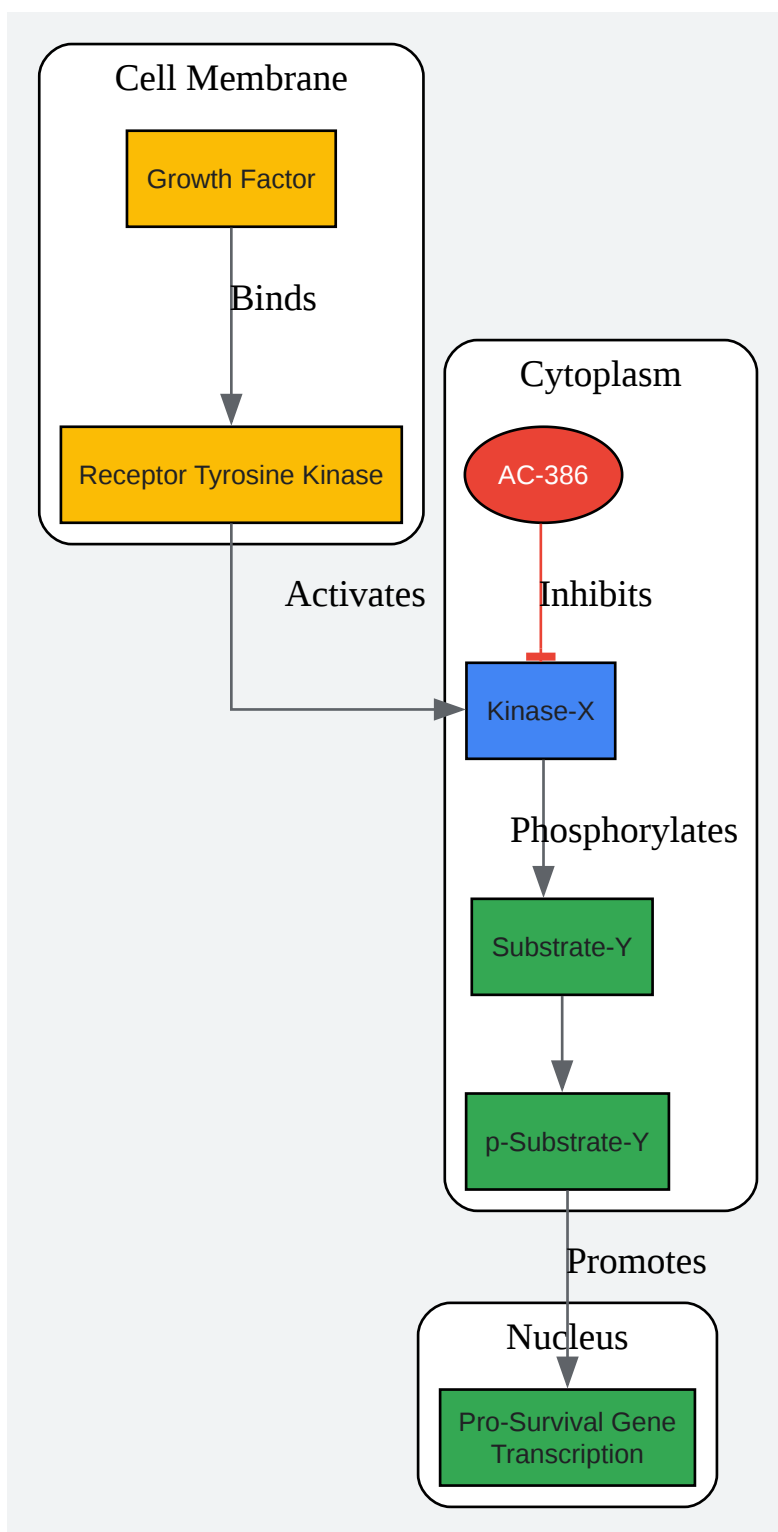 Cell Membrane
Growth Factor
Binds
Receptor Tyrosine Kinase
Activates
Cytoplasm
AC-386
Inhibits
Kinase-X
Phosphorylates
Substrate-Y
p-Substrate-Y
Promotes
Nucleus
Pro-Survival Gene
Transcription